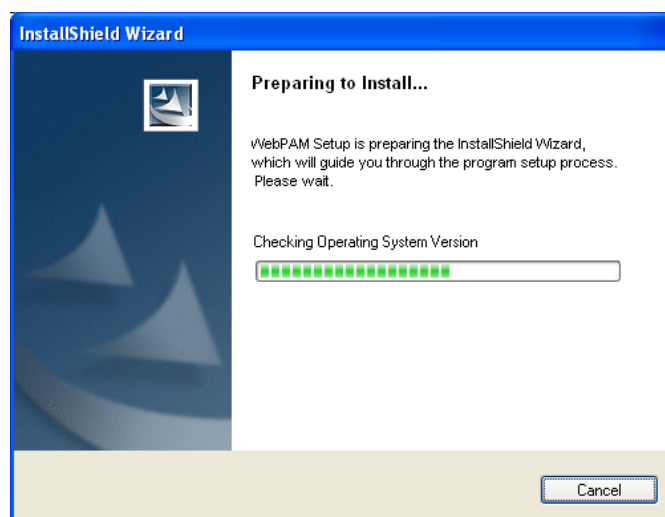 InstallShield Wizard
Preparing to Install...
WebPAM Setup is preparing the InstallShield Wizard,
which will guide you through the program setup process.
Please wait.
Checking Operating System Version
Cancel